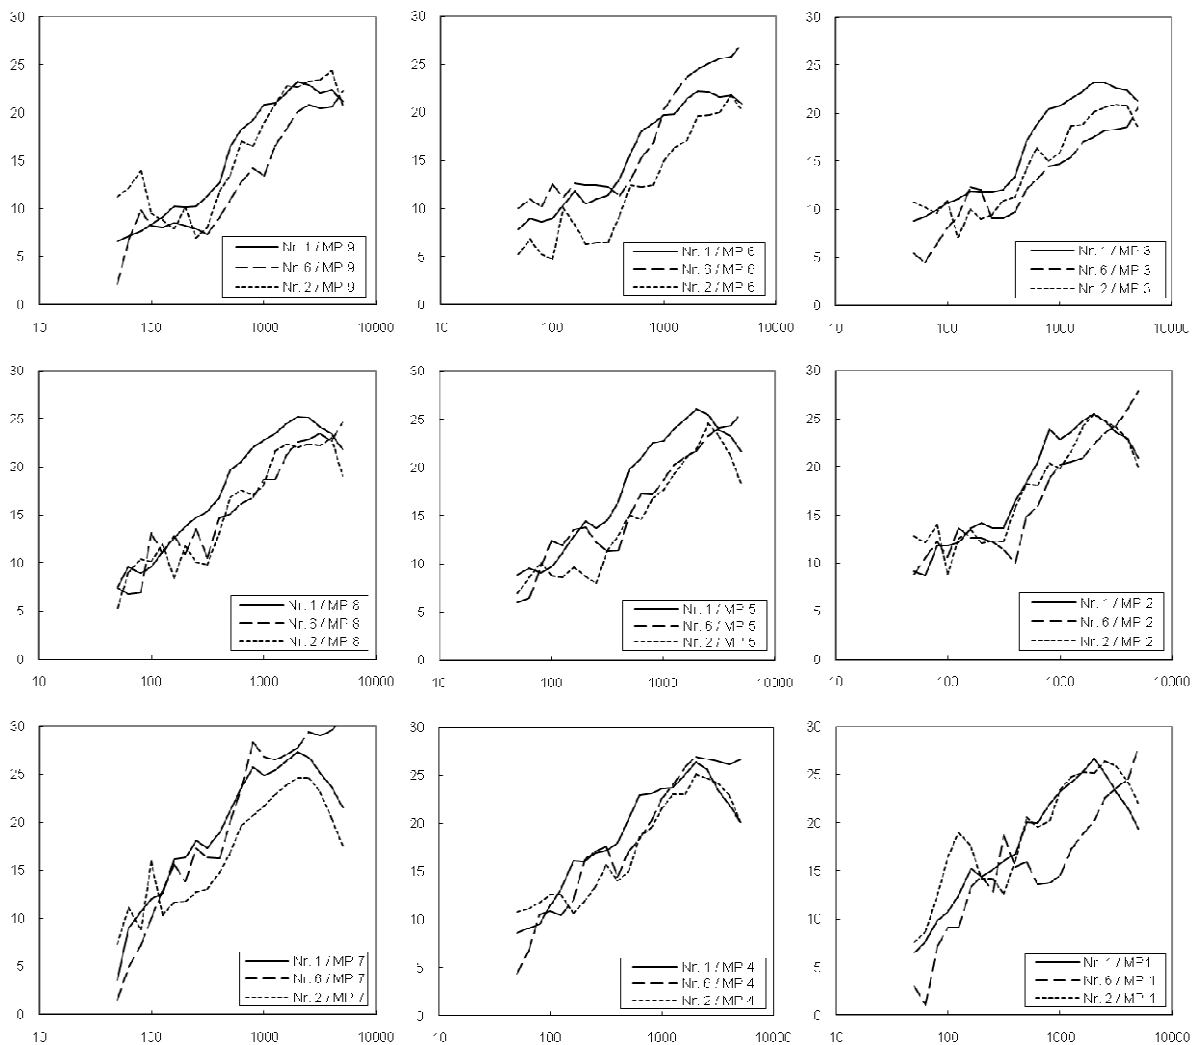 30
25
20
15
10
5
0
10 100 1000 10000
Nr. 1 / MP 9
Nr. 6 / MP 9
Nr. 2 / MP 9
30
25
20
15
10
5
0
10 100 1000 10000
Nr. 1 / MP 6
Nr. 6 / MP 6
Nr. 2 / MP 6
30
25
20
15
10
5
0
10 100 1000 10000
Nr. 1 / MP 3
Nr. 6 / MP 3
Nr. 2 / MP 3
30
25
20
15
10
5
0
10 100 1000 10000
Nr. 1 / MP 8
Nr. 6 / MP 8
Nr. 2 / MP 8
30
25
20
15
10
5
0
10 100 1000 10000
Nr. 1 / MP 5
Nr. 6 / MP 5
Nr. 2 / MP 5
30
25
20
15
10
5
0
10 100 1000 10000
Nr. 1 / MP 2
Nr. 6 / MP 2
Nr. 2 / MP 2
30
25
20
15
10
5
0
10 100 1000 10000
Nr. 1 / MP 7
Nr. 6 / MP 7
Nr. 2 / MP 7
30
25
20
15
10
5
0
10 100 1000 10000
Nr. 1 / MP 4
Nr. 6 / MP 4
Nr. 2 / MP 4
30
25
20
15
10
5
0
10 100 1000 10000
Nr. 1 / MP1
Nr. 6 / MP 1
Nr. 2 / MP 1